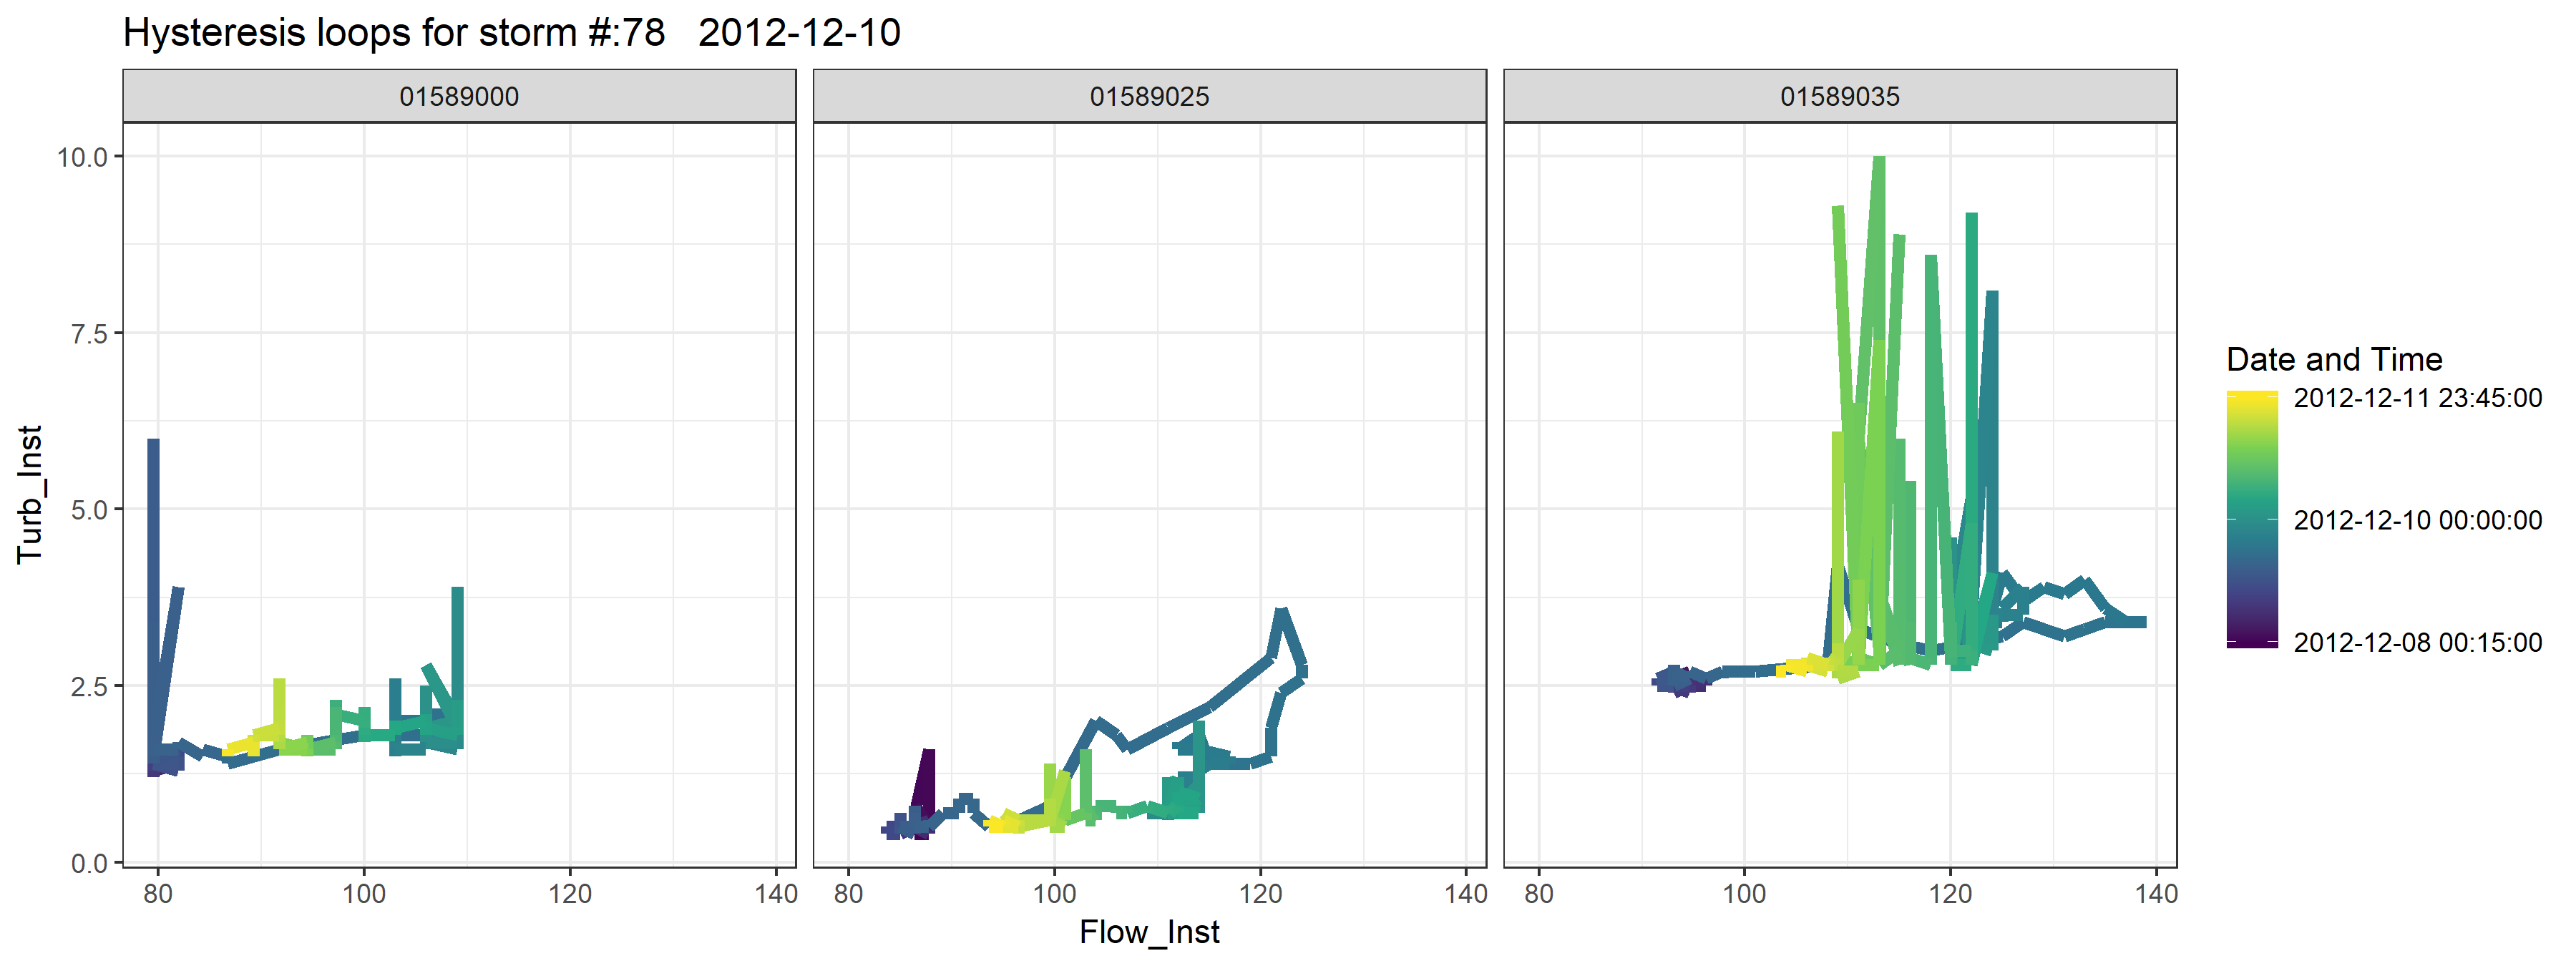 Hysteresis loops for storm #:78   2012-12-10
01589000
01589025
01589035
Turb_Inst
10.0
7.5
5.0
2.5
0.0
80 100 120 140
80 100 120 140
80 100 120 140
Flow_Inst
Date and Time
2012-12-11 23:45:00
2012-12-10 00:00:00
2012-12-08 00:15:00